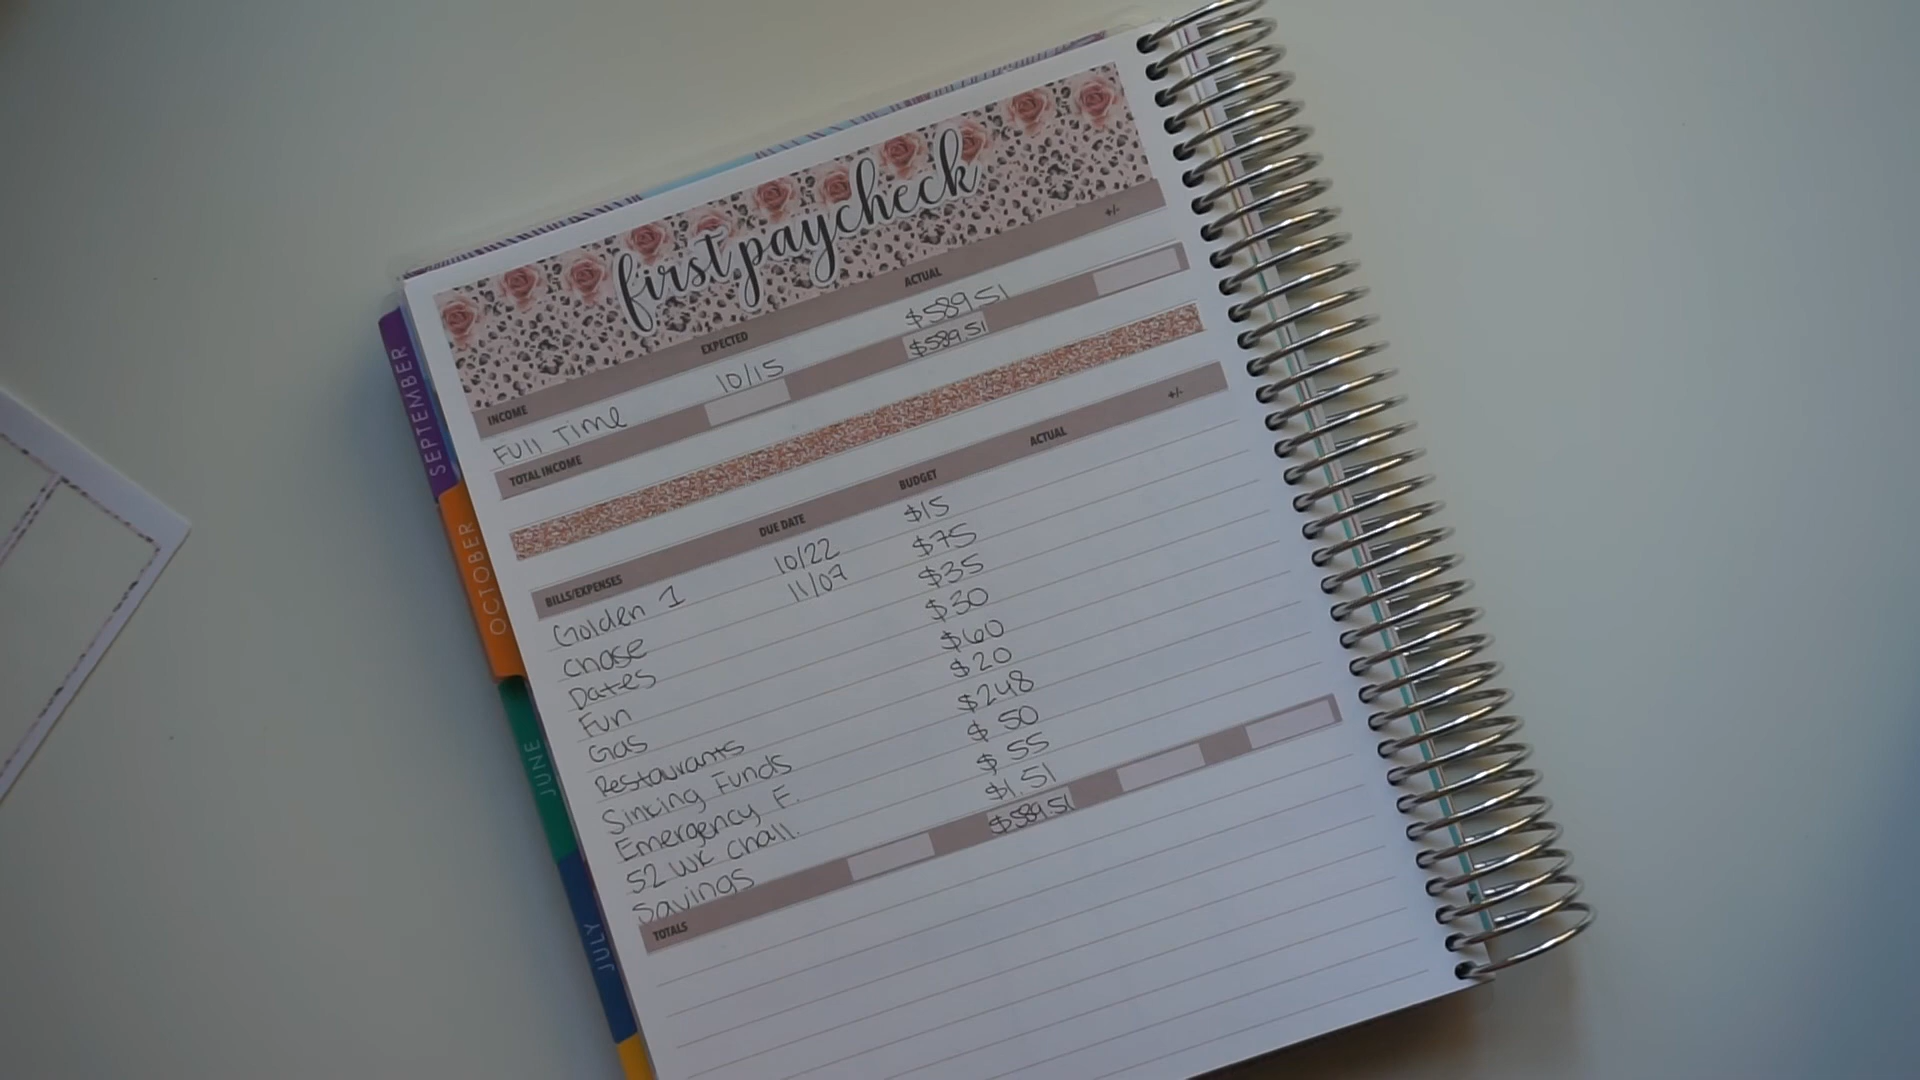 first paycheck
INCOME EXPECTED ACTUAL +/-
Full Time 10/15 $589.51
TOTAL INCOME $589.51
BILLS/EXPENSES DUE DATE BUDGET ACTUAL +/-
Golden 1 10/22 $15
Chase 11/07 $75
Dates $35
Fun $30
Gas $60
Restaurants $20
Sinking Funds $248
Emergency F. $50
52 wk chall. $55
Savings $1.51
TOTALS $589.51
SEPTEMBER
OCTOBER
JUNE
JULY